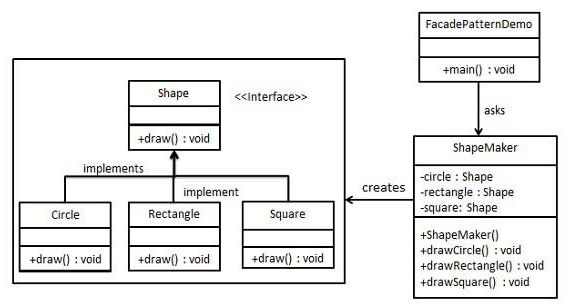 FacadePatternDemo
+main() : void
asks
Shape
<<Interface>>
+draw() : void
implements
implement
Circle
+draw() : void
Rectangle
+draw() : void
Square
+draw() : void
creates
ShapeMaker
-circle : Shape
-rectangle : Shape
-square: Shape
+ShapeMaker()
+drawCircle() : void
+drawRectangle() : void
+drawSquare() : void